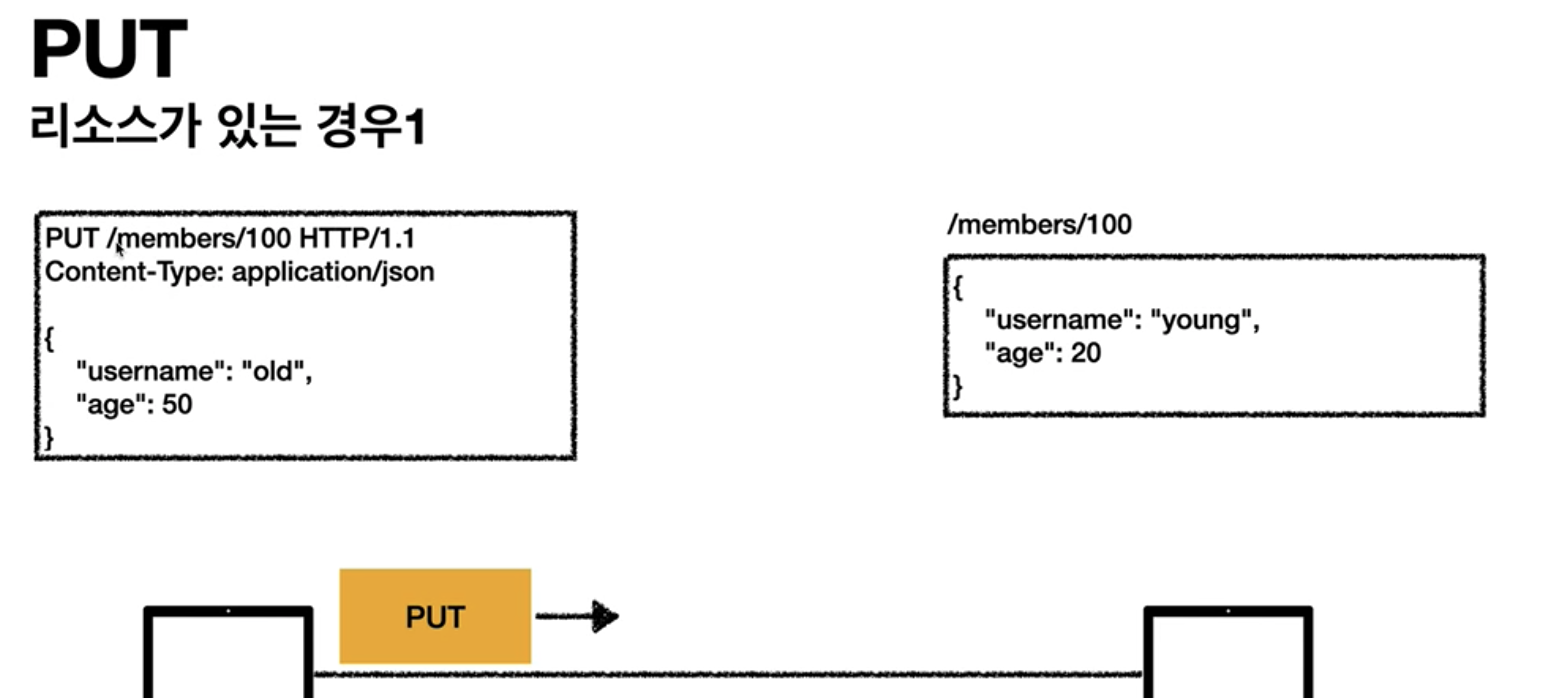 PUT
리소스가 있는 경우1
PUT /members/100 HTTP/1.1
Content-Type: application/json
{
"username": "old",
"age": 50
}
/members/100
{
"username": "young",
"age": 20
}
PUT